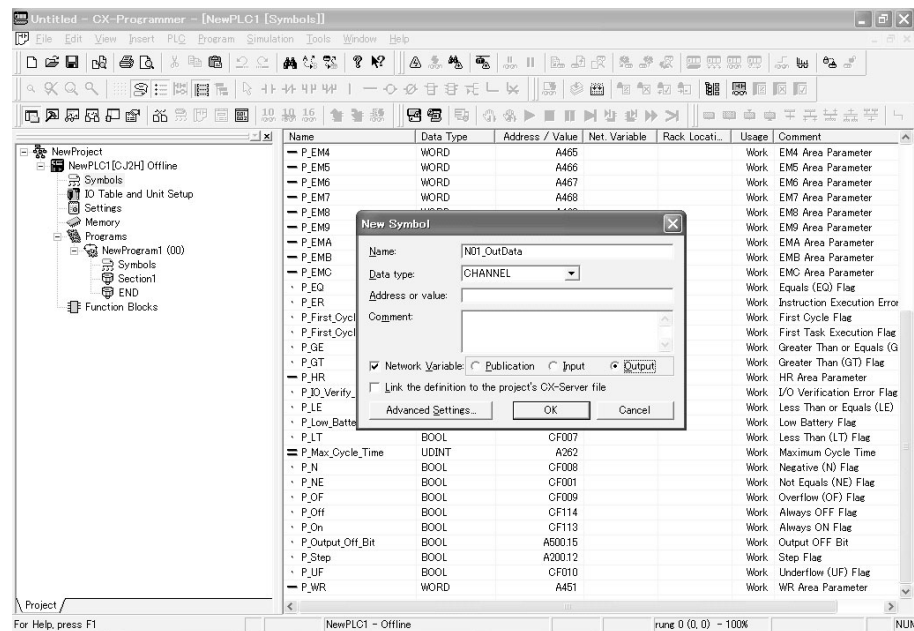 Untitled - CX-Programmer - [NewPLC1 [Symbols]]
File Edit View Insert PLC Program Simulation Tools Window Help
10 16
Name Data Type Address / Value Net. Variable Rack Locati... Usage Comment
NewProject
NewPLC1[CJ2H] Offline
Symbols
IO Table and Unit Setup
Settings
Memory
Programs
NewProgram1 (00)
Symbols
Section1
END
Function Blocks
Project
P_EM4 WORD A465 Work EM4 Area Parameter
P_EM5 WORD A466 Work EM5 Area Parameter
P_EM6 WORD A467 Work EM6 Area Parameter
P_EM7 WORD A468 Work EM7 Area Parameter
P_EM8 Work EM8 Area Parameter
P_EM9 Work EM9 Area Parameter
P_EMA Work EMA Area Parameter
P_EMB Work EMB Area Parameter
P_EMC Work EMC Area Parameter
P_EQ Work Equals (EQ) Flag
P_ER Work Instruction Execution Error
P_First_Cycl Work First Cycle Flag
P_First_Cycl Work First Task Execution Flag
P_GE Work Greater Than or Equals (G
P_GT Work Greater Than (GT) Flag
P_HR Work HR Area Parameter
P_IO_Verify_ Work I/O Verification Error Flag
P_LE Work Less Than or Equals (LE)
P_Low_Batte Work Low Battery Flag
P_LT BOOL CF007 Work Less Than (LT) Flag
P_Max_Cycle_Time UDINT A262 Work Maximum Cycle Time
P_N BOOL CF008 Work Negative (N) Flag
P_NE BOOL CF001 Work Not Equals (NE) Flag
P_OF BOOL CF009 Work Overflow (OF) Flag
P_Off BOOL CF114 Work Always OFF Flag
P_On BOOL CF113 Work Always ON Flag
P_Output_Off_Bit BOOL A500.15 Work Output OFF Bit
P_Step BOOL A200.12 Work Step Flag
P_UF BOOL CF010 Work Underflow (UF) Flag
P_WR WORD A451 Work WR Area Parameter
New Symbol
Name: N01_OutData
Data type: CHANNEL
Address or value:
Comment:
Network Variable: Publication Input Output
Link the definition to the project's CX-Server file
Advanced Settings... OK Cancel
For Help, press F1 NewPLC1 - Offline rung 0 (0, 0) - 100% NUM